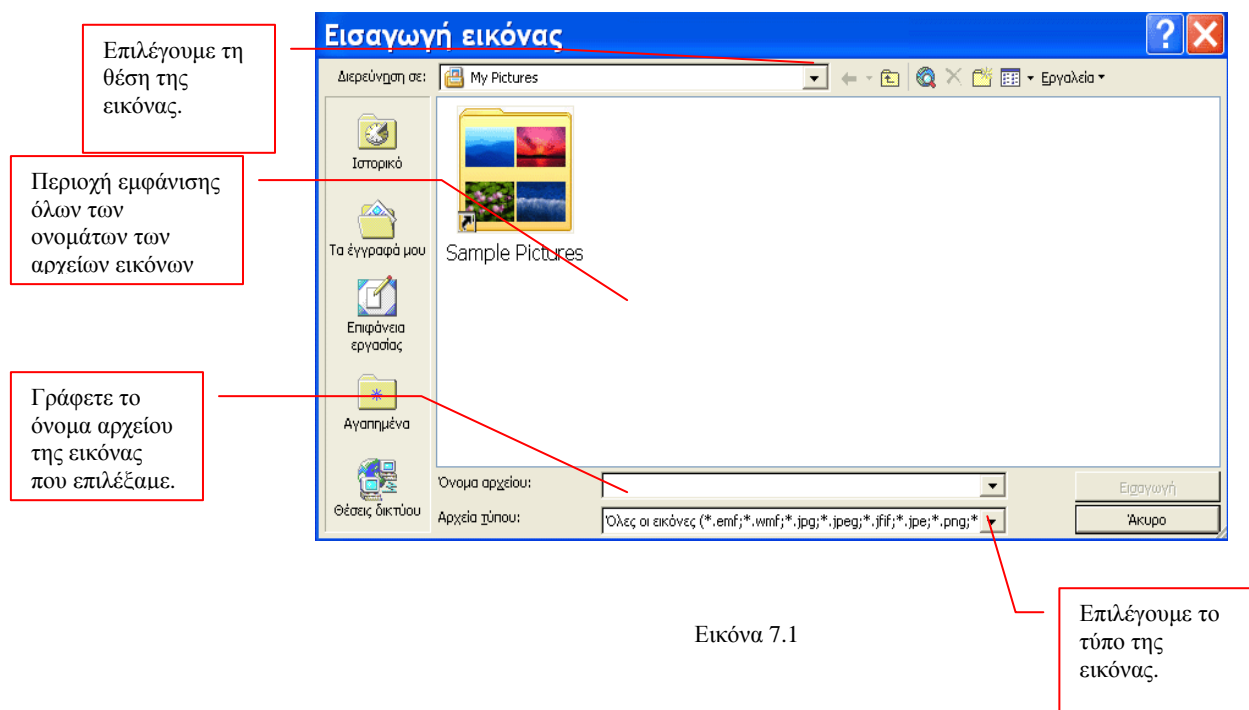 Επιλέγουμε τη
θέση της
εικόνας.
Εισαγωγή εικόνας
Διερεύνηση σε:
My Pictures
Εργαλεία
Περιοχή εμφάνισης
όλων των
ονομάτων των
αρχείων εικόνων
Ιστορικό
Τα έγγραφά μου
Επιφάνεια
εργασίας
Αγαπημένα
Θέσεις δικτύου
Sample Pictures
Γράφετε το
όνομα αρχείου
της εικόνας
που επιλέξαμε.
Όνομα αρχείου:
Εισαγωγή
Αρχεία τύπου:
Όλες οι εικόνες (*.emf;*.wmf;*.jpg;*.jpeg;*.jfif;*.jpe;*.png;*
Άκυρο
Επιλέγουμε το
τύπο της
εικόνας.
Εικόνα 7.1